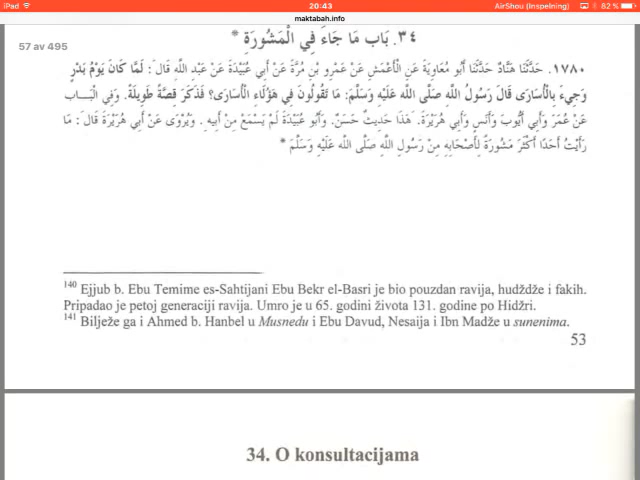 iPad 20:43 AirShou (Inspelning) 82 %
maktabah.info
57 av 495
٣٤. بَاب مَا جَاءَ فِي الْمَشُورَةِ *
١٧٨٠. حَدَّثَنَا هَنَّادٌ حَدَّثَنَا أَبُو مُعَاوِيَةَ عَنِ الْأَعْمَشِ عَنْ عَمْرِو بْنِ مُرَّةَ عَنْ أَبِي عُبَيْدَةَ عَنْ عَبْدِ اللَّهِ قَالَ: لَمَّا كَانَ يَوْمُ بَدْرٍ
وَجِيءَ بِالْأُسَارَى قَالَ رَسُولُ اللَّهِ صَلَّى اللَّه عَلَيْهِ وَسَلَّمَ: مَا تَقُولُونَ فِي هَؤُلَاءِ الْأُسَارَى؟ فَذَكَرَ قِصَّةً طَوِيلَةً. وَفِي الْبَــاب
عَنْ عُمَرَ وَأَبِي أَيُّوبَ وَأَنَسٍ وَأَبِي هُرَيْرَةَ. هَذَا حَدِيثٌ حَسَنٌ. وَأَبُو عُبَيْدَةَ لَمْ يَسْمَعْ مِنْ أَبِيهِ. وَيُرْوَى عَنْ أَبِي هُرَيْرَةَ قَالَ: مَا
رَأَيْتُ أَحَدًا أَكْثَرَ مَشُورَةً لِأَصْحَابِهِ مِنْ رَسُولِ اللَّهِ صَلَّى اللَّه عَلَيْهِ وَسَلَّمَ *
140 Ejjub b. Ebu Temime es-Sahtijani Ebu Bekr el-Basri je bio pouzdan ravija, hudždže i fakih.
Pripadao je petoj generaciji ravija. Umro je u 65. godini života 131. godine po Hidžri.
141 Bilježe ga i Ahmed b. Hanbel u Musnedu i Ebu Davud, Nesaija i Ibn Madže u sunenima.
53
34. O konsultacijama